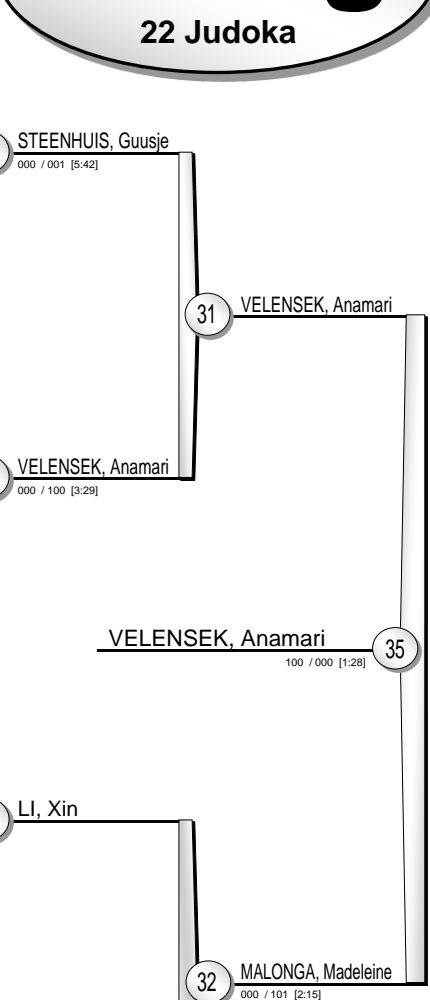 22 Judoka
STEENHUIS, Guusje
000 / 001 [5:42]
31
VELENSEK, Anamari
VELENSEK, Anamari
000 / 100 [3:29]
VELENSEK, Anamari
35
100 / 000 [1:28]
LI, Xin
32
MALONGA, Madeleine
000 / 101 [2:15]